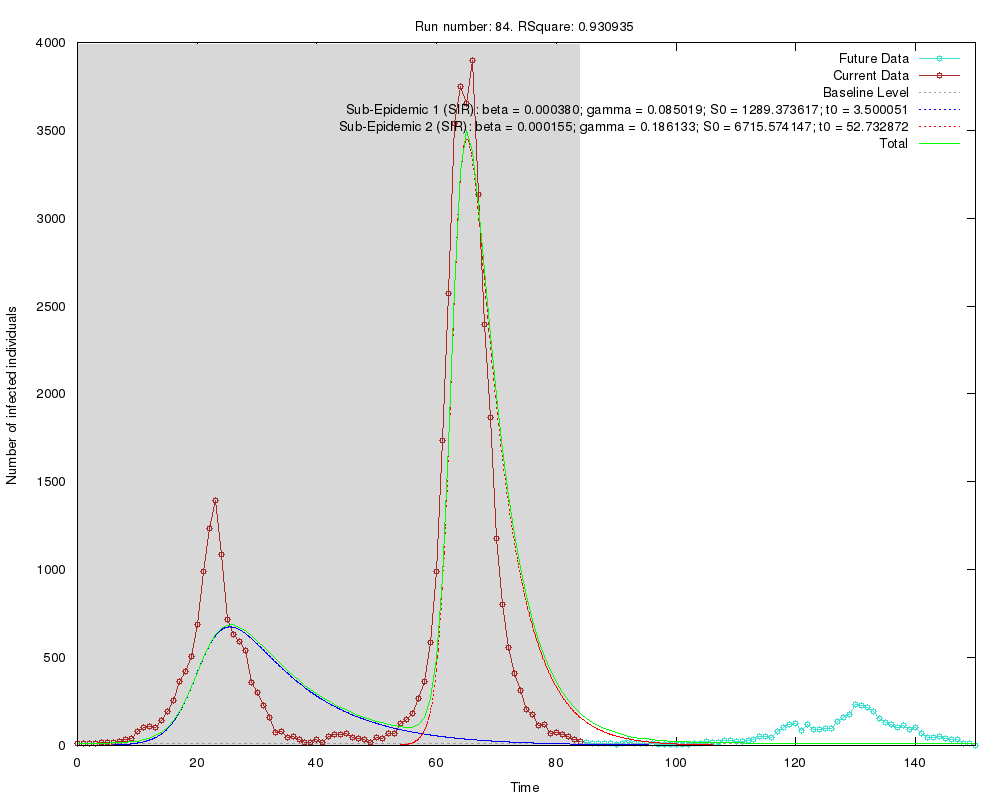 Run number: 84. RSquare: 0.930935
Future Data
Current Data
Baseline Level
Sub-Epidemic 1 (SIR): beta = 0.000380; gamma = 0.085019; S0 = 1289.373617; t0 = 3.500051
Sub-Epidemic 2 (SIR): beta = 0.000155; gamma = 0.186133; S0 = 6715.574147; t0 = 52.732872
Total
Number of infected individuals
4000
3500
3000
2500
2000
1500
1000
500
0
0 20 40 60 80 100 120 140
Time